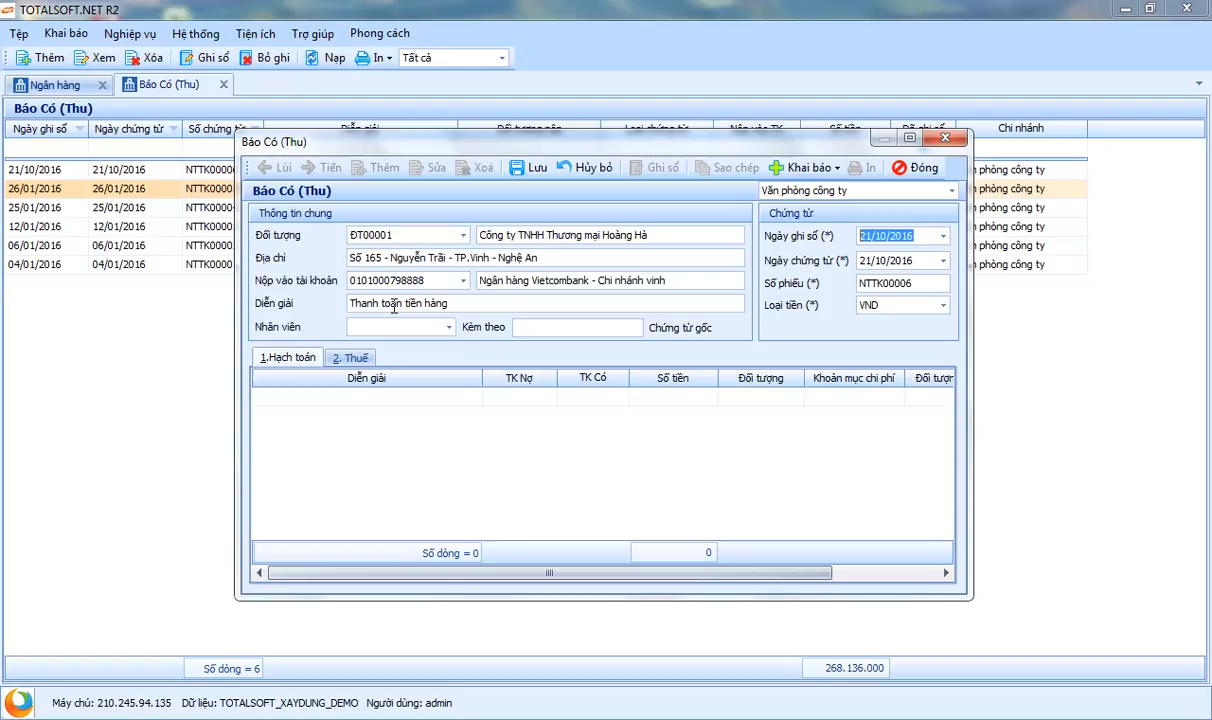 TOTALSOFT.NET R2
Tệp Khai báo Nghiệp vụ Hệ thống Tiện ích Trợ giúp Phong cách
Thêm Xem Xóa Ghi sổ Bỏ ghi Nạp In Tất cả
Ngân hàng Báo Có (Thu)
Báo Có (Thu)
Ngày ghi sổ Ngày chứng từ Số chứng từ Diễn giải Loại chứng từ Nộp vào TK Số tiền Đã ghi sổ Chi nhánh
21/10/2016 21/10/2016 n phòng công ty
26/01/2016 26/01/2016 n phòng công ty
25/01/2016 25/01/2016 n phòng công ty
12/01/2016 12/01/2016 n phòng công ty
06/01/2016 06/01/2016 n phòng công ty
04/01/2016 04/01/2016 n phòng công ty
Báo Có (Thu)
Lùi Tiến Thêm Sửa Xoá Lưu Hủy bỏ Ghi sổ Sao chép Khai báo In Đóng
Báo Có (Thu) Văn phòng công ty
Thông tin chung Chứng từ
Đối tượng ĐT00001 Công ty TNHH Thương mại Hoàng Hà Ngày ghi sổ (*) 21/10/2016
Địa chỉ Số 165 - Nguyễn Trãi - TP.Vinh - Nghệ An Ngày chứng từ (*) 21/10/2016
Nộp vào tài khoản 0101000798888 Ngân hàng Vietcombank - Chi nhánh vinh Số phiếu (*) NTTK00006
Diễn giải Thanh toán tiền hàng Loại tiền (*) VND
Nhân viên Kèm theo Chứng từ gốc
1.Hạch toán 2. Thuế
Diễn giải TK Nợ TK Có Số tiền Đối tượng Khoản mục chi phí Đối tượn
Số dòng = 0 0
Số dòng = 6 268.136.000
Máy chủ: 210.245.94.135 Dữ liệu: TOTALSOFT_XAYDUNG_DEMO Người dùng: admin